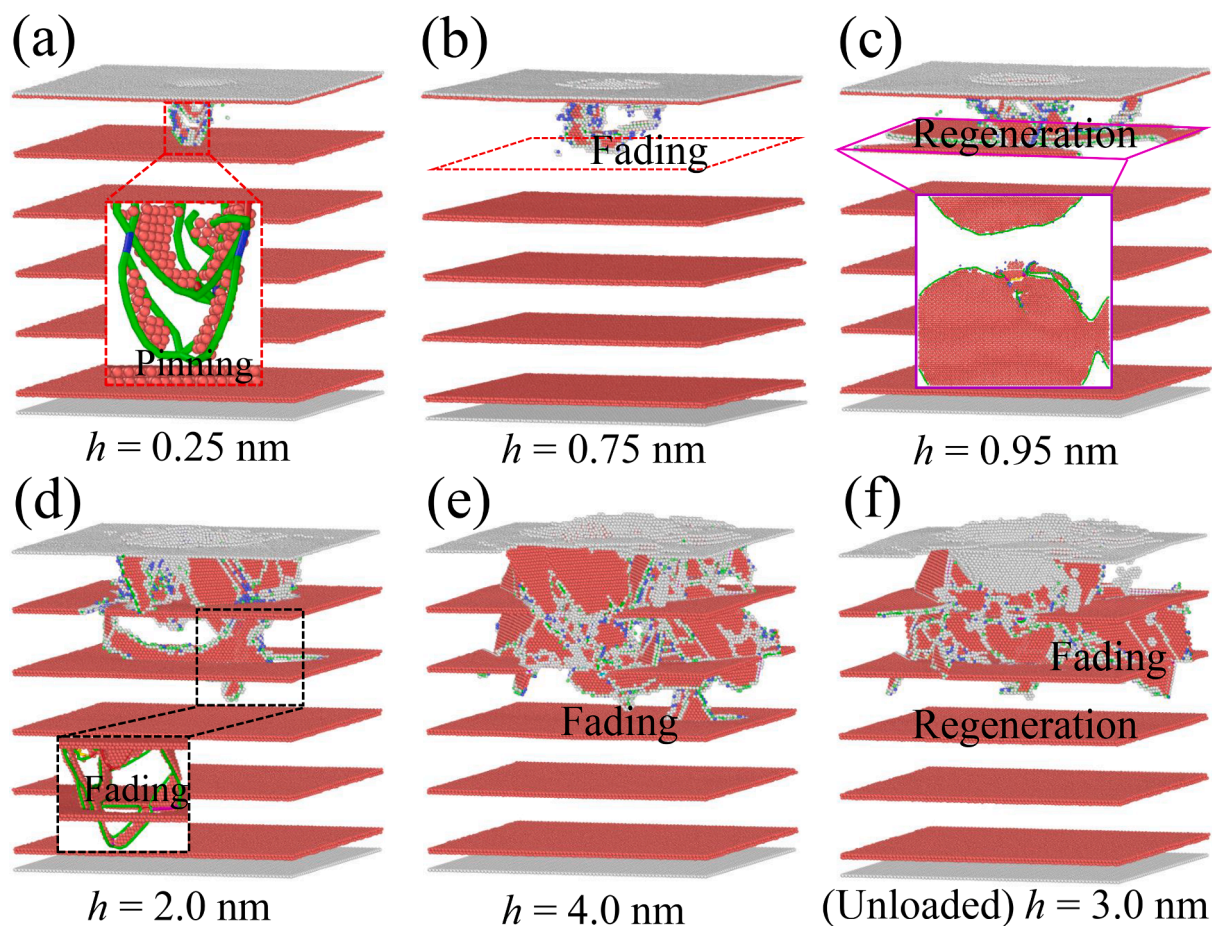 (a)
(b)
(c)
Fading
Regeneration
Pinning
h = 0.25 nm
h = 0.75 nm
h = 0.95 nm
(d)
(e)
(f)
Fading
Fading
Fading
Regeneration
h = 2.0 nm
h = 4.0 nm
(Unloaded) h = 3.0 nm